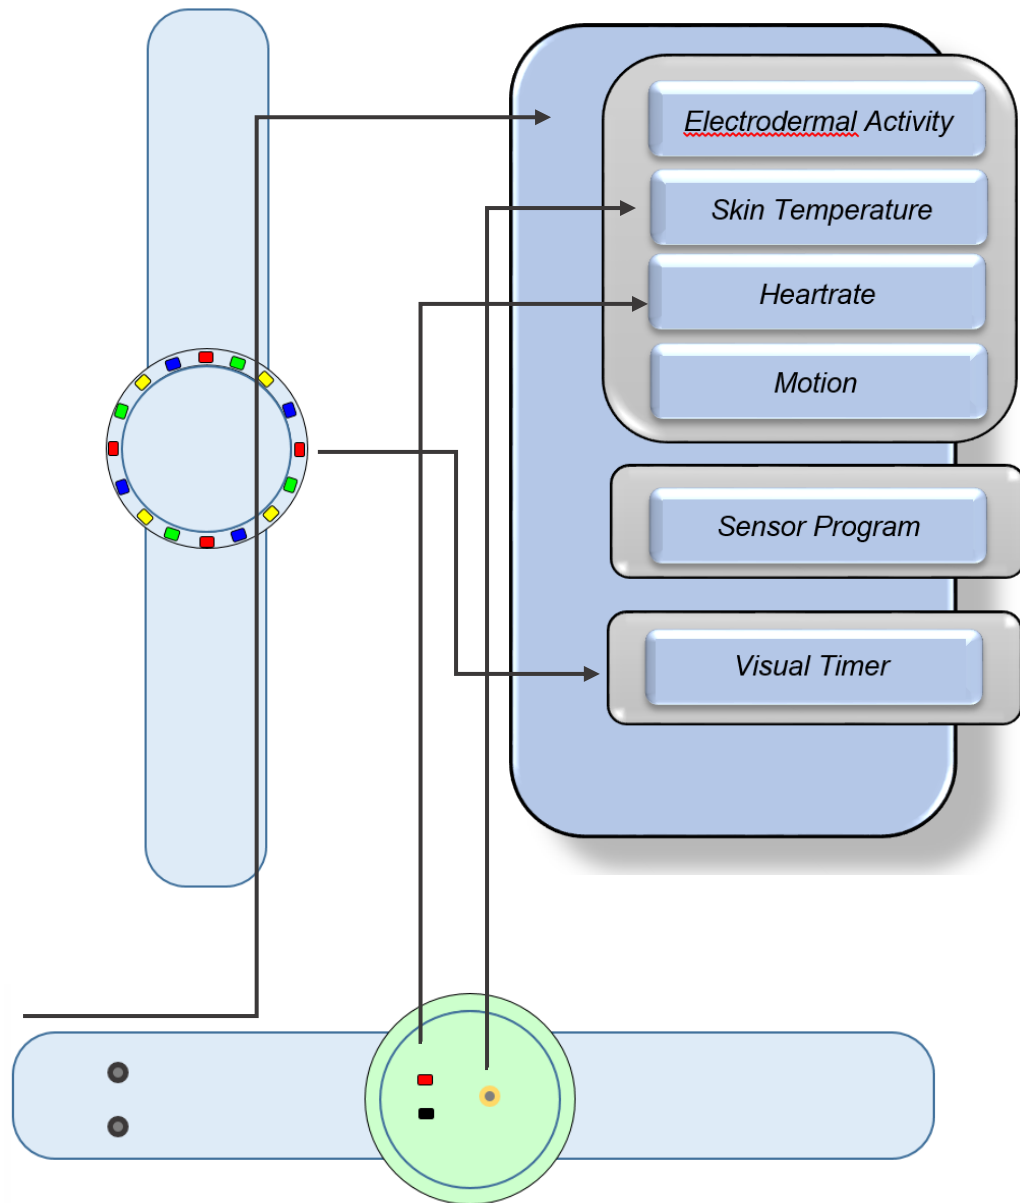 Electrodermal Activity
Skin Temperature
Heartrate
Motion
Sensor Program
Visual Timer